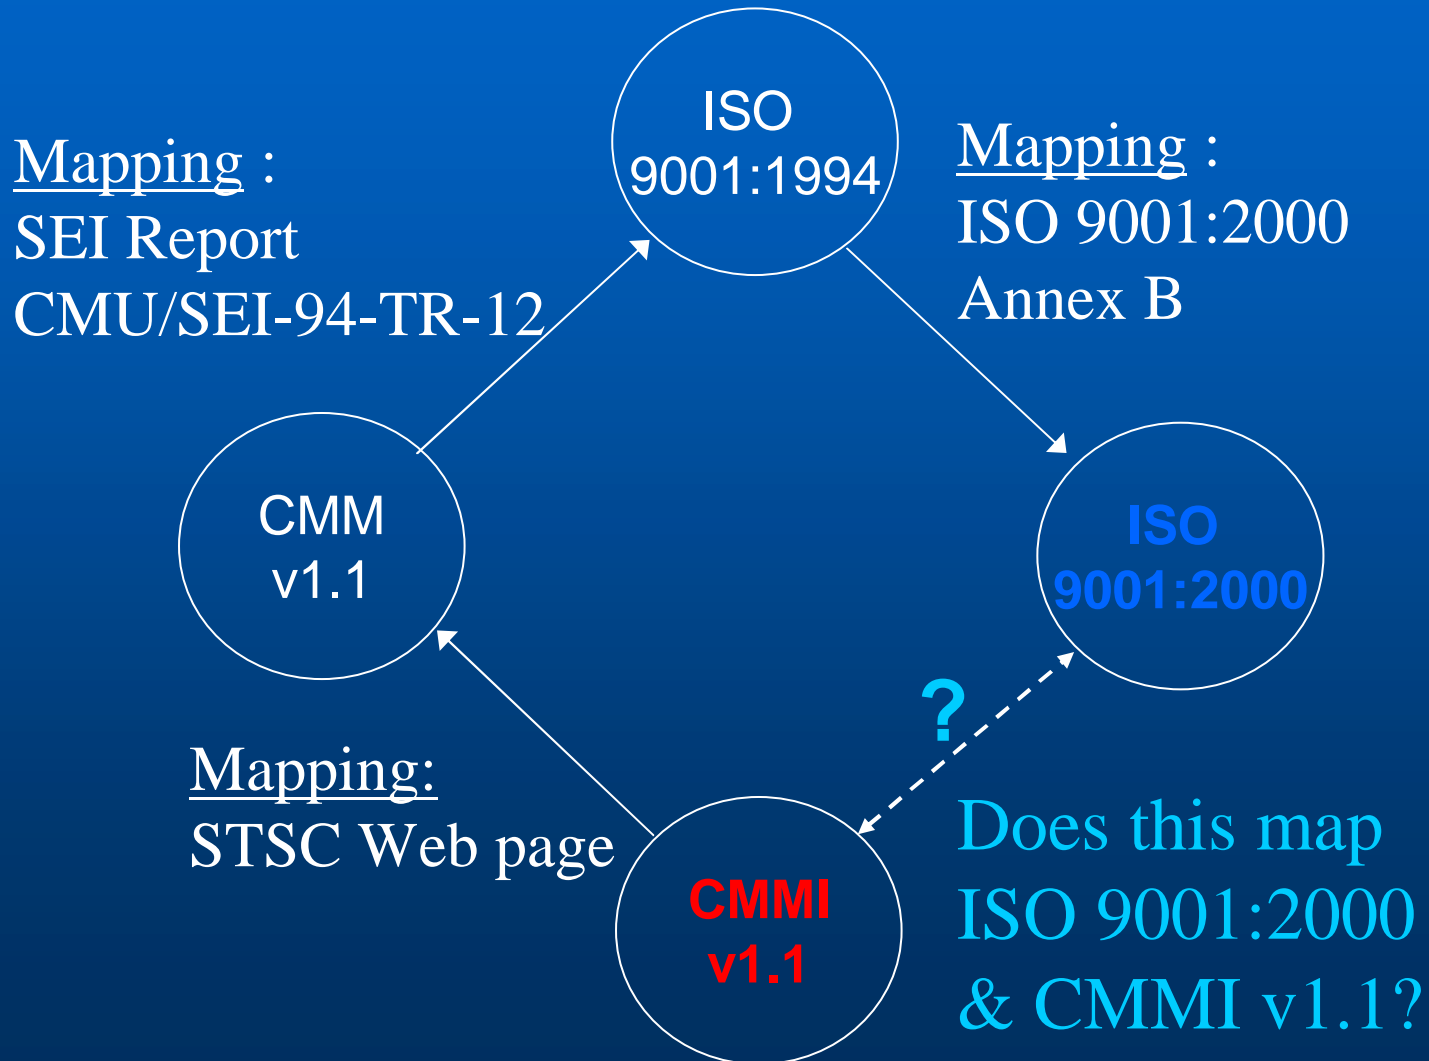 ISO
9001:1994
Mapping :
SEI Report
CMU/SEI-94-TR-12
Mapping :
ISO 9001:2000
Annex B
CMM
v1.1
ISO
9001:2000
?
Mapping:
STSC Web page
CMMI
v1.1
Does this map
ISO 9001:2000
& CMMI v1.1?